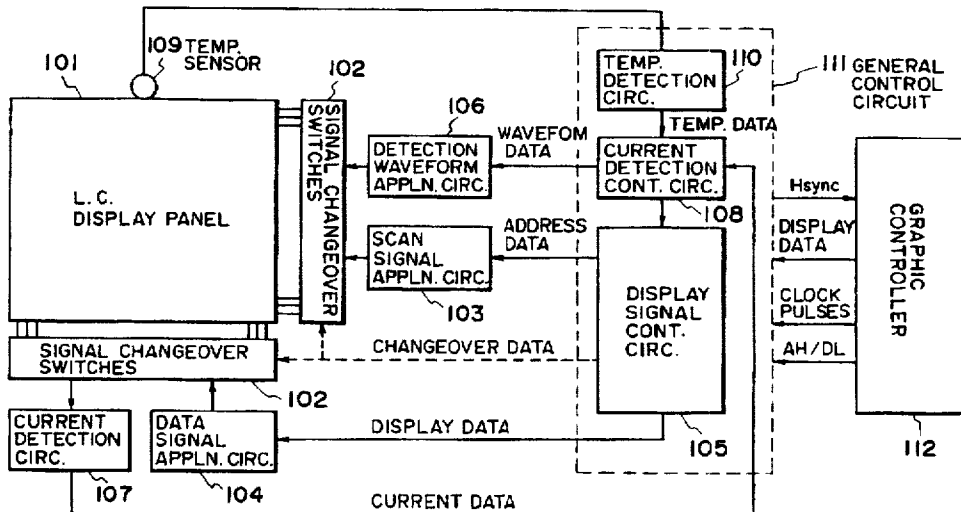 109 TEMP.
SENSOR
101
102
SIGNAL CHANGEOVER
SWITCHES
106
DETECTION
WAVEFORM
APPLN. CIRC.
WAVEFOM
DATA
TEMP.
DETECTION
CIRC.
110
TEMP. DATA
CURRENT
DETECTION
CONT. CIRC.
108
111 GENERAL
CONTROL
CIRCUIT
L.C.
DISPLAY PANEL
SCAN
SIGNAL
APPLN. CIRC.
103
ADDRESS
DATA
DISPLAY
SIGNAL CONT.
CIRC.
105
Hsync
DISPLAY
DATA
CLOCK
PULSES
AH/DL
GRAPHIC
CONTROLLER
112
SIGNAL CHANGEOVER
SWITCHES
102
CHANGEOVER DATA
CURRENT
DETECTION
CIRC.
107
DATA
SIGNAL
APPLN. CIRC.
104
DISPLAY DATA
CURRENT DATA